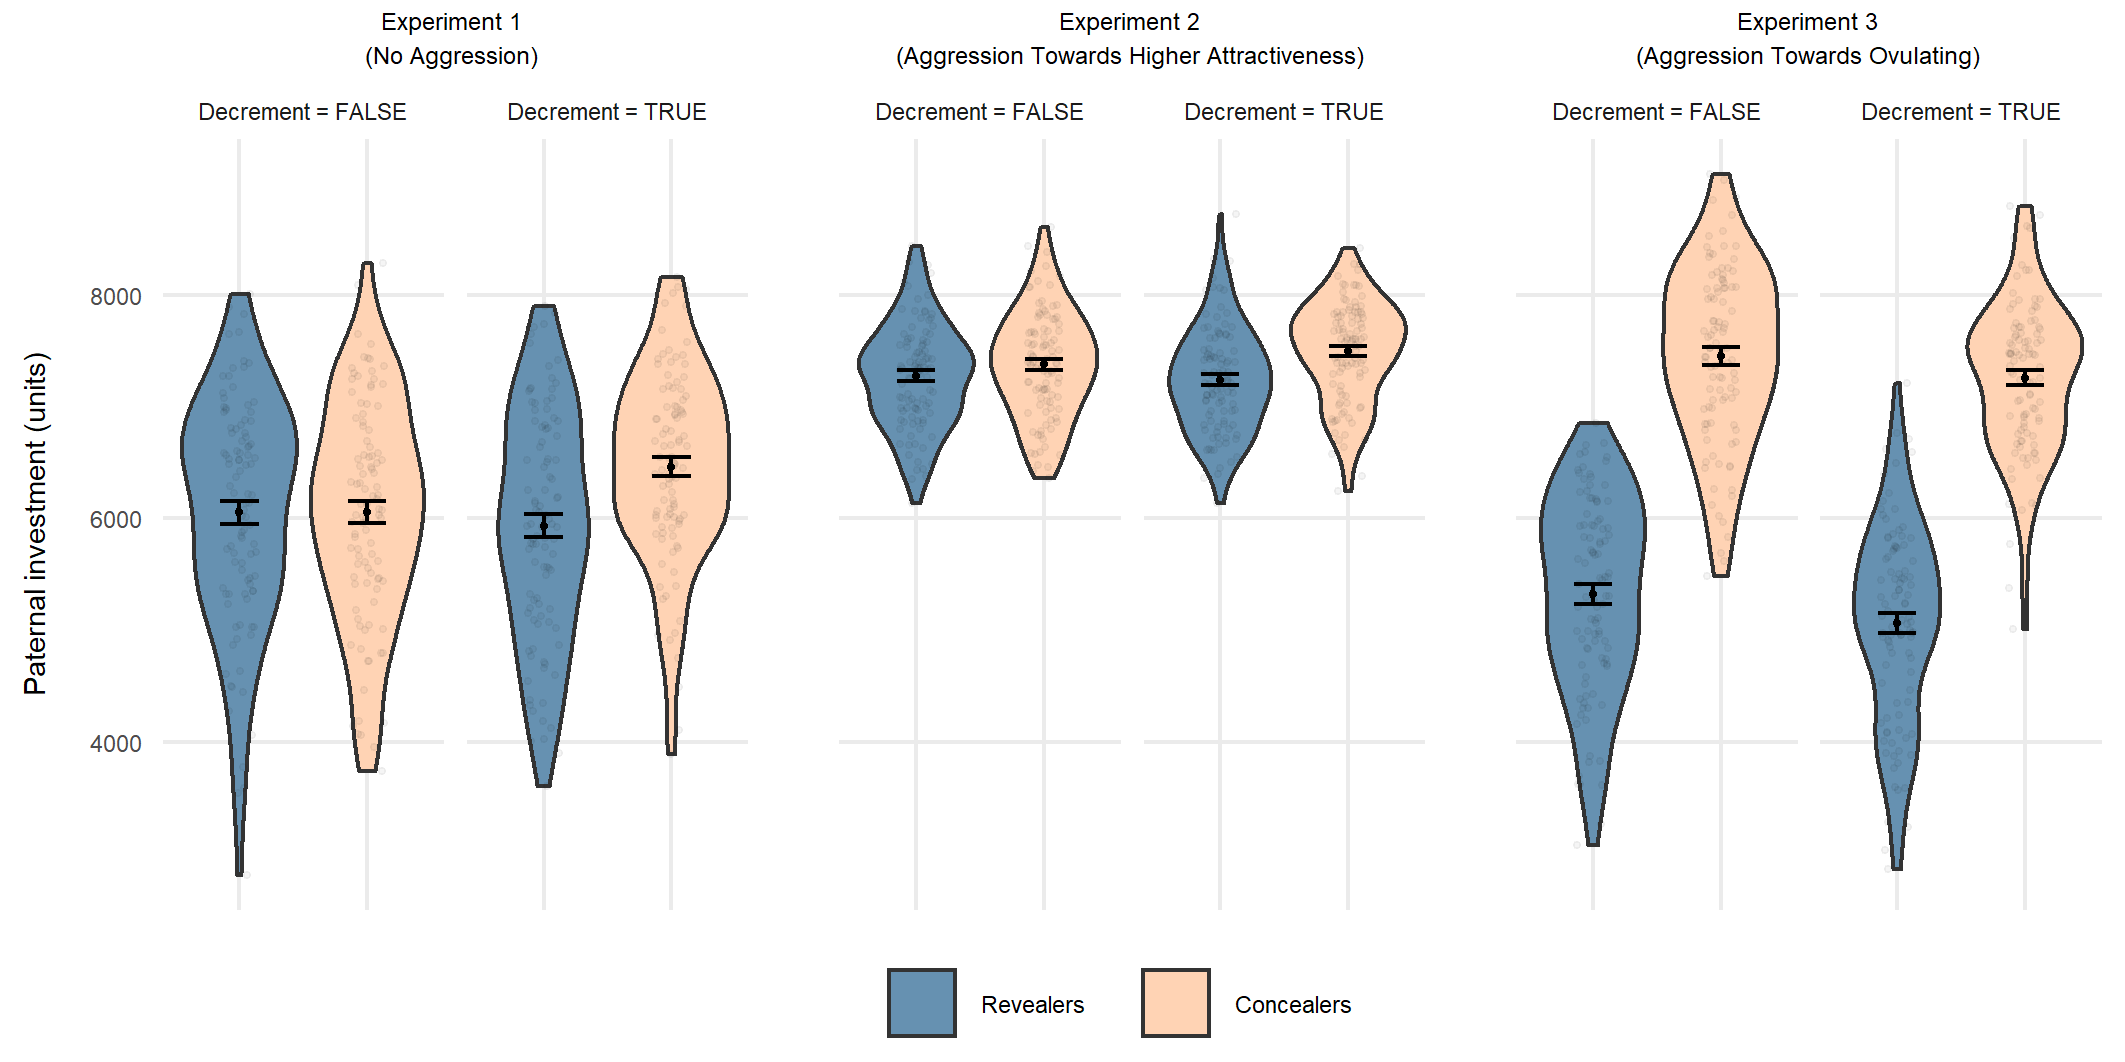 Experiment 1
(No Aggression)
Experiment 2
(Aggression Towards Higher Attractiveness)
Experiment 3
(Aggression Towards Ovulating)
Decrement = FALSE
Decrement = TRUE
Decrement = FALSE
Decrement = TRUE
Decrement = FALSE
Decrement = TRUE
Paternal investment (units)
8000
6000
4000
Revealers
Concealers